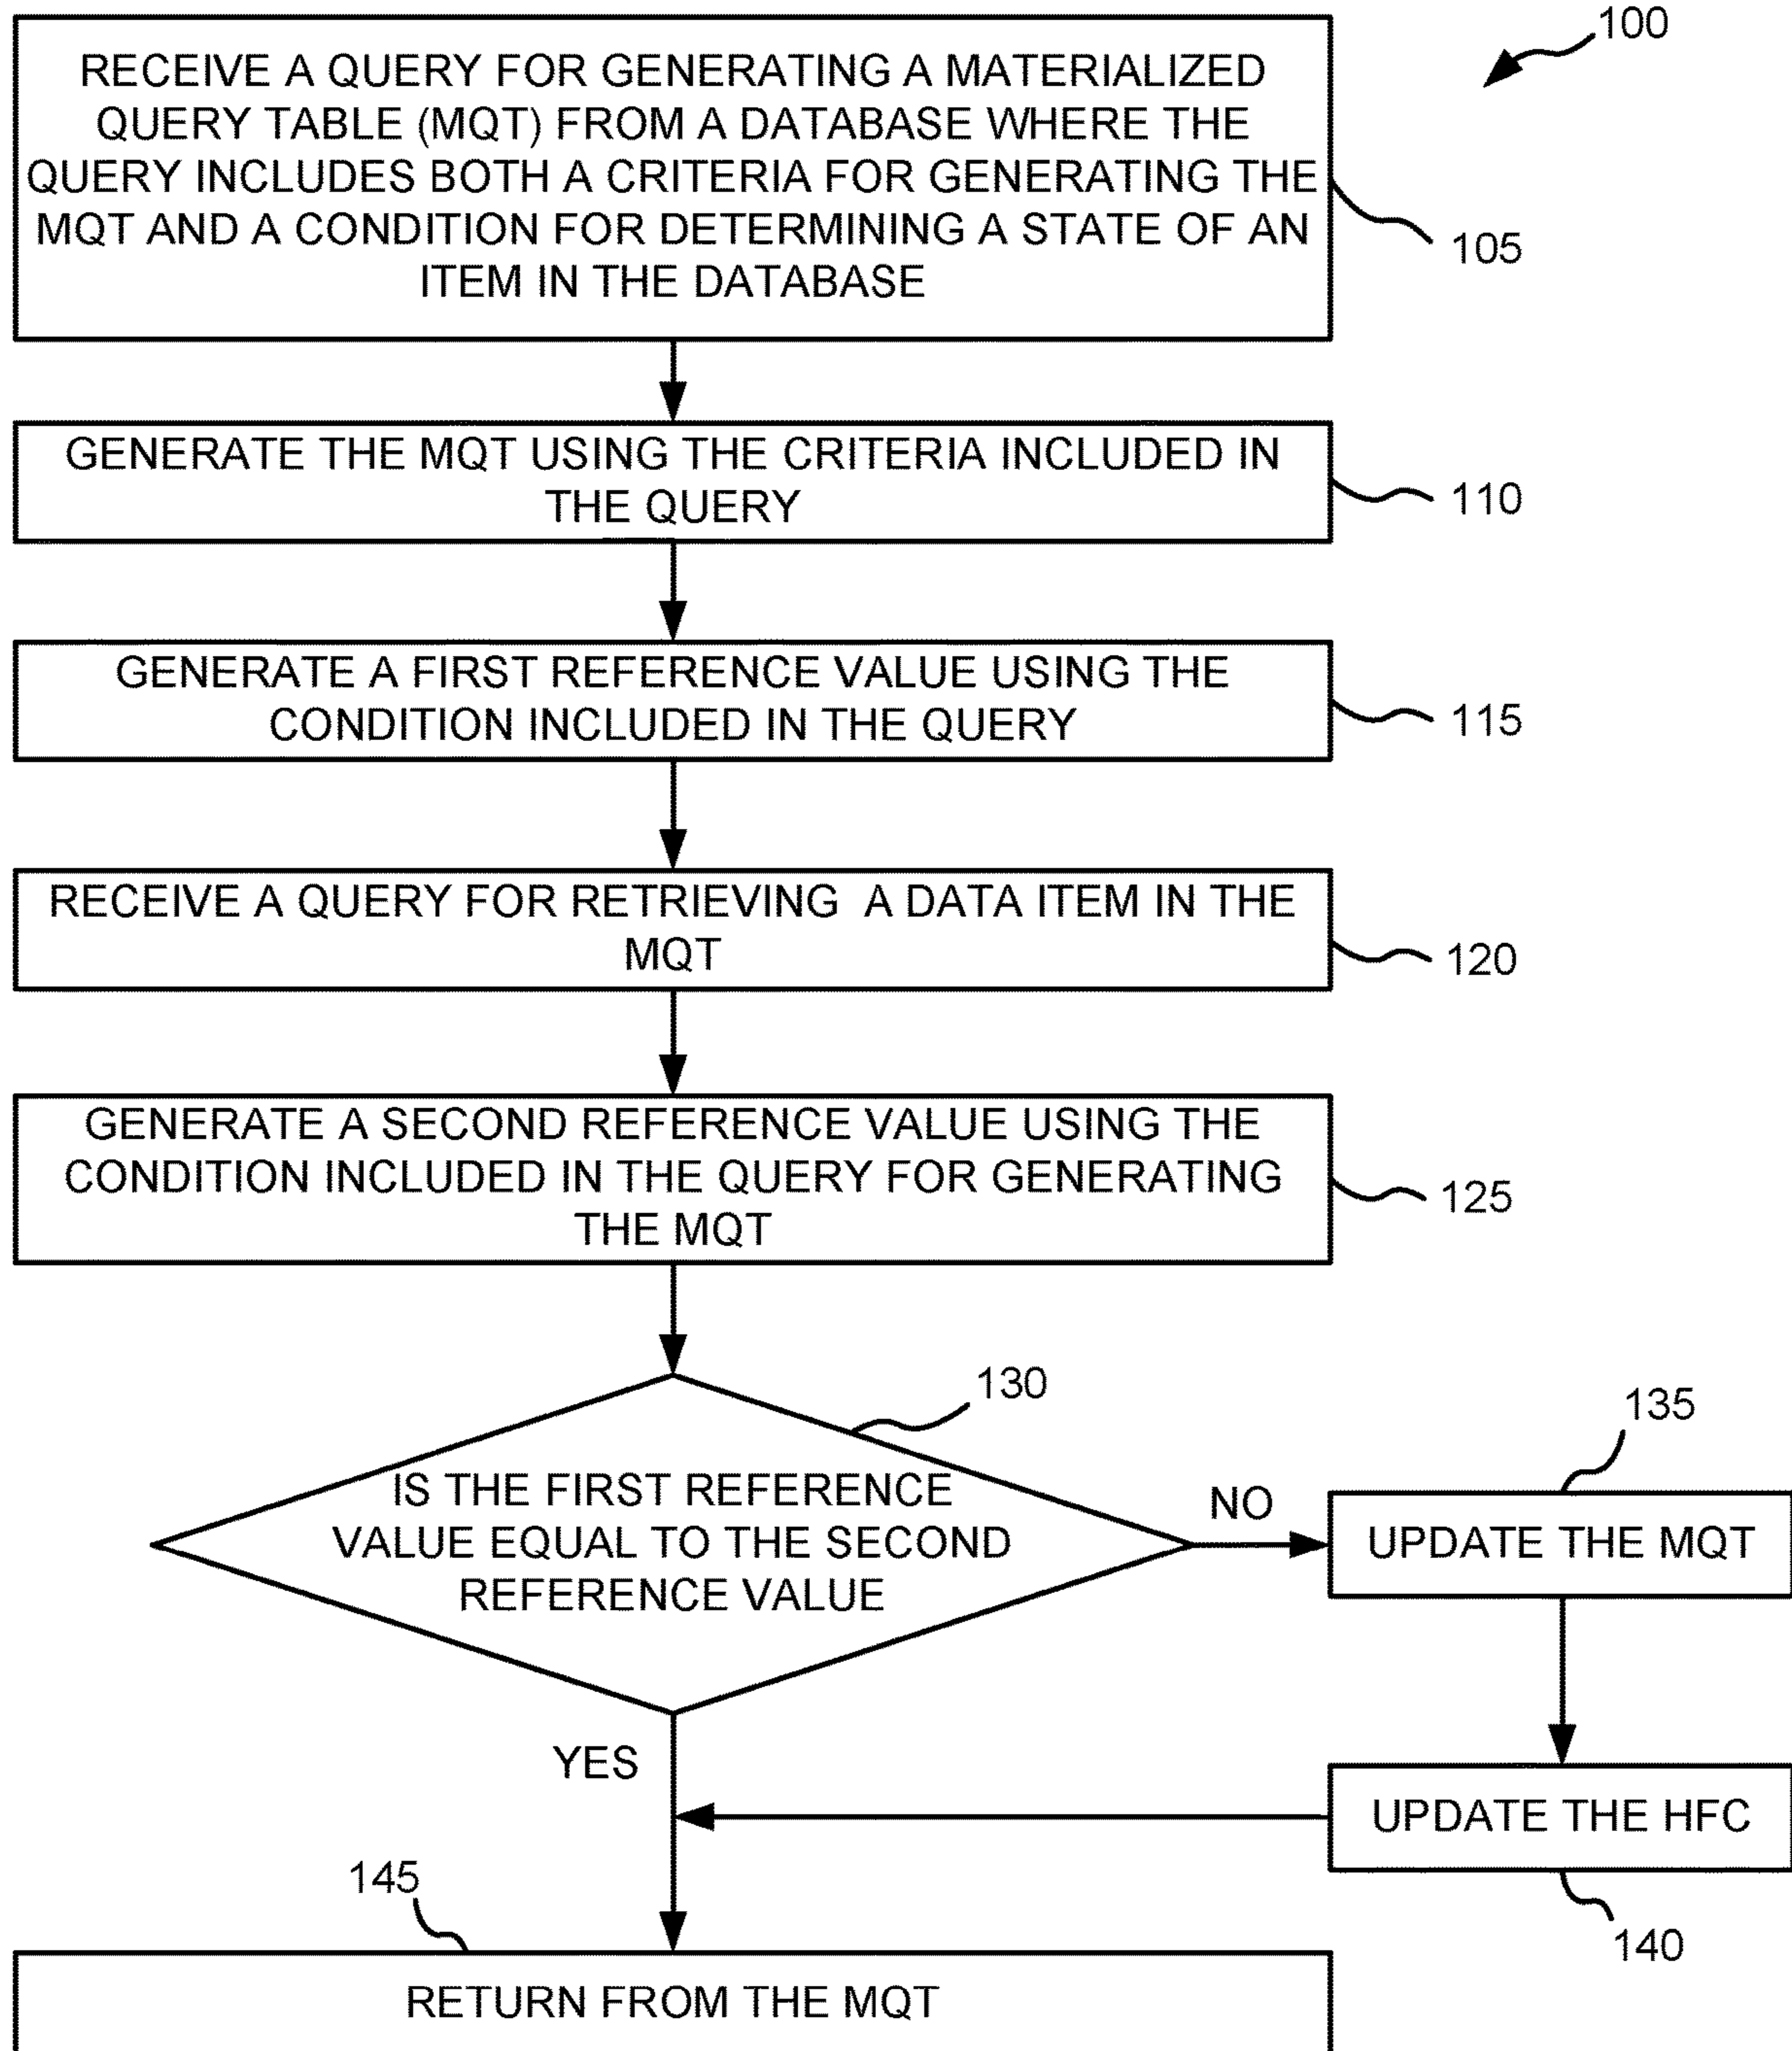 100
RECEIVE A QUERY FOR GENERATING A MATERIALIZED
QUERY TABLE (MQT) FROM A DATABASE WHERE THE
QUERY INCLUDES BOTH A CRITERIA FOR GENERATING THE
MQT AND A CONDITION FOR DETERMINING A STATE OF AN
ITEM IN THE DATABASE
105
GENERATE THE MQT USING THE CRITERIA INCLUDED IN
THE QUERY
110
GENERATE A FIRST REFERENCE VALUE USING THE
CONDITION INCLUDED IN THE QUERY
115
RECEIVE A QUERY FOR RETRIEVING A DATA ITEM IN THE
MQT
120
GENERATE A SECOND REFERENCE VALUE USING THE
CONDITION INCLUDED IN THE QUERY FOR GENERATING
THE MQT
125
130
IS THE FIRST REFERENCE
VALUE EQUAL TO THE SECOND
REFERENCE VALUE
NO
135
UPDATE THE MQT
YES
UPDATE THE HFC
140
145
RETURN FROM THE MQT